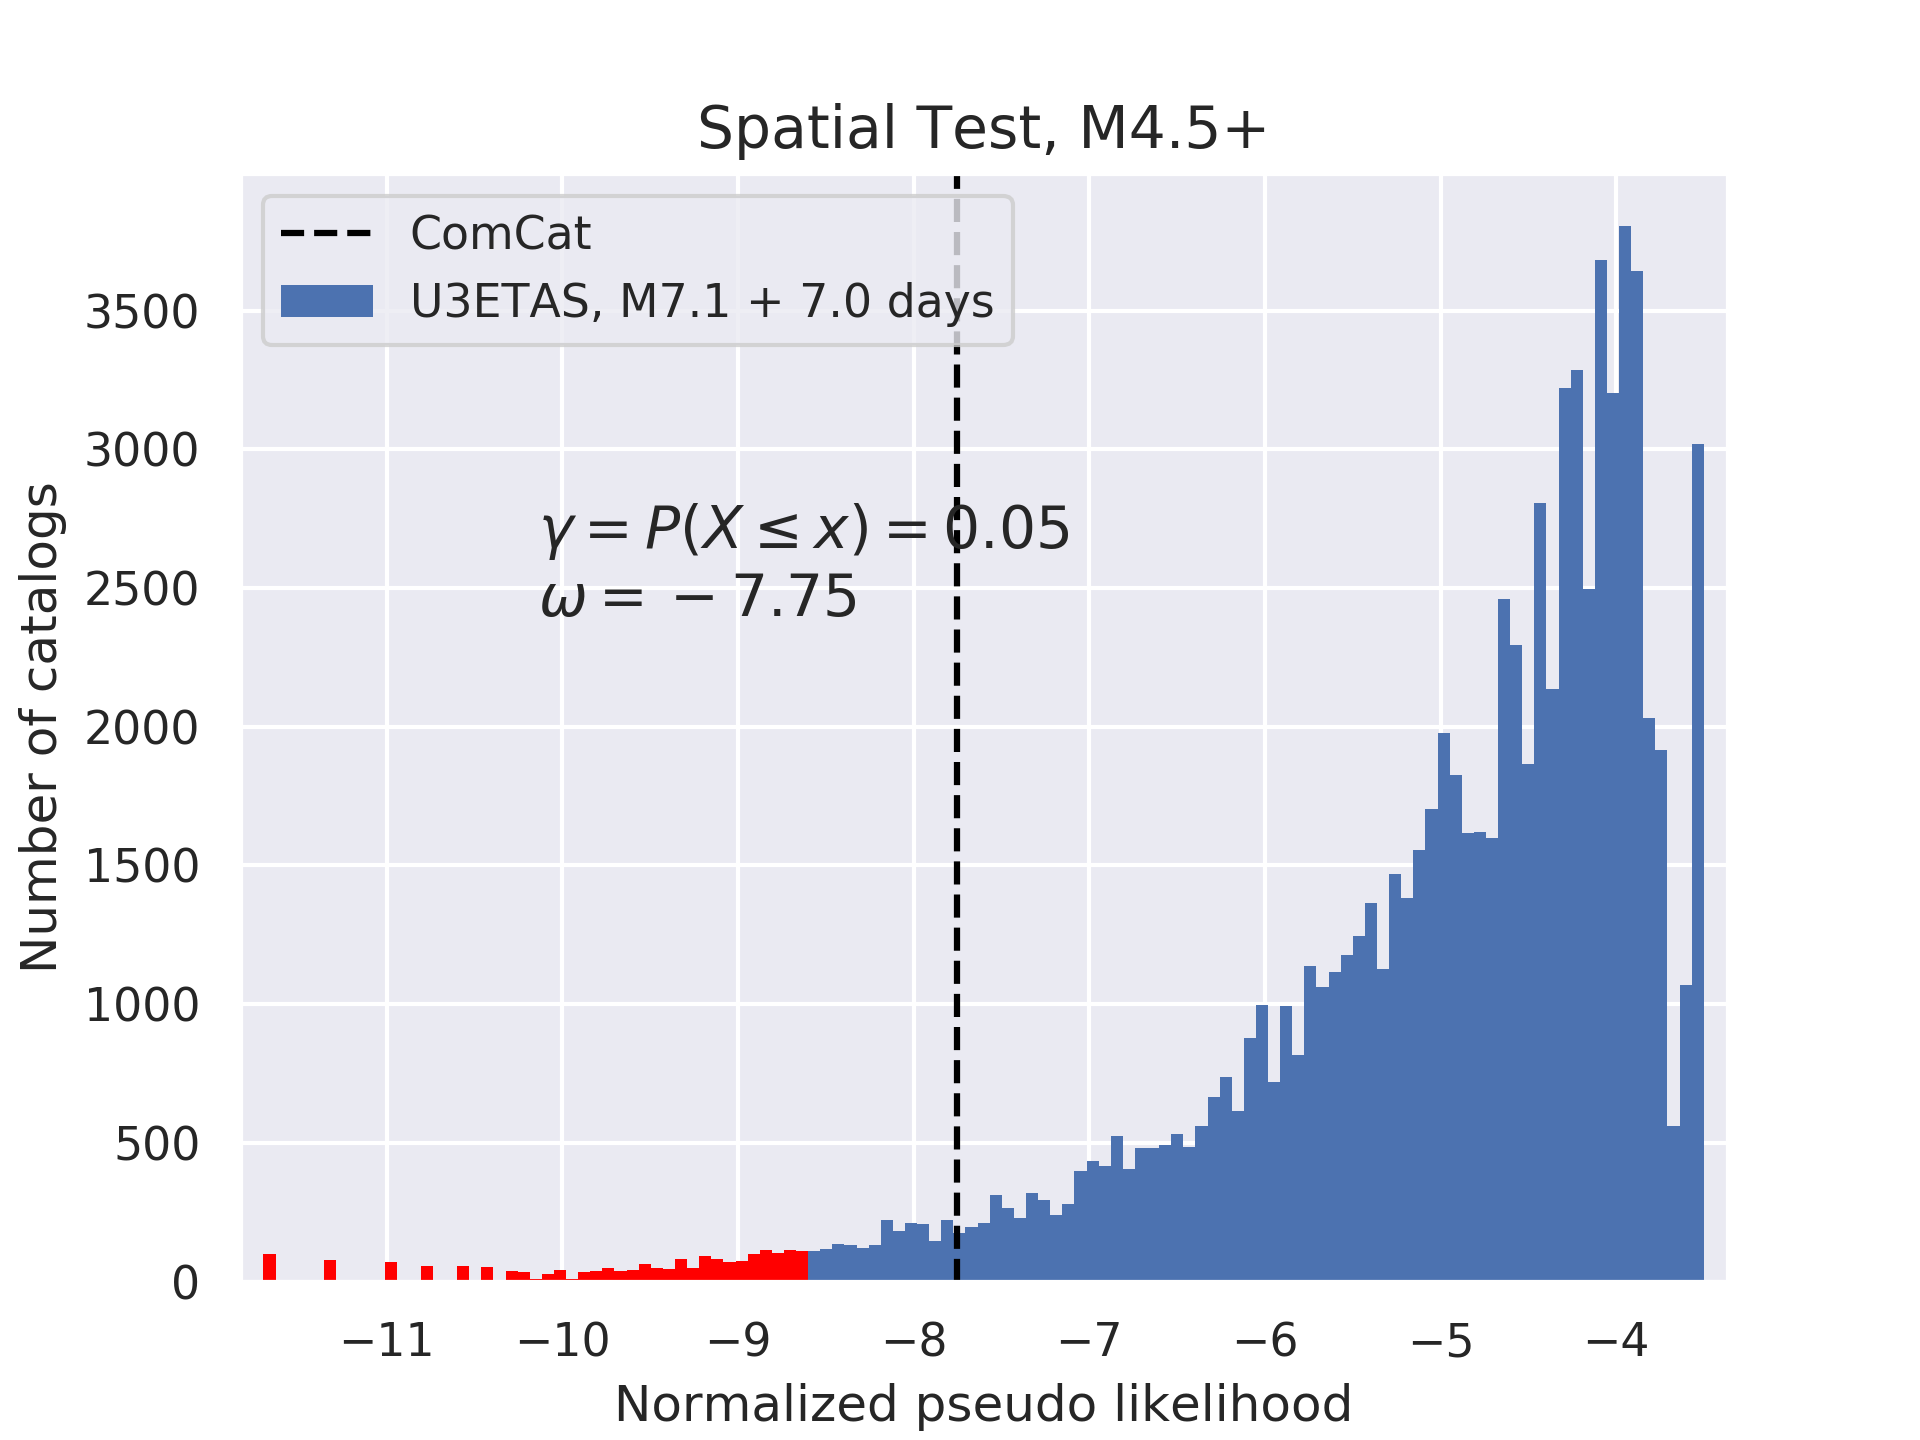 Spatial Test, M4.5+
ComCat
U3ETAS, M7.1 + 7.0 days
γ = P(X ≤ x) = 0.05
ω = −7.75
Number of catalogs
3500
3000
2500
2000
1500
1000
500
0
−11 −10 −9 −8 −7 −6 −5 −4
Normalized pseudo likelihood